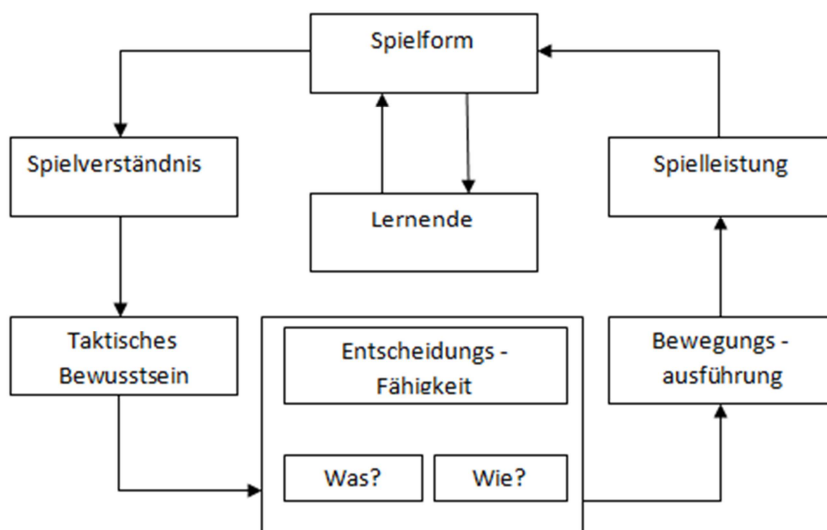 Spielform
Spielverständnis
Spielleistung
Lernende
Taktisches
Bewusstsein
Entscheidungs -
Fähigkeit
Bewegungs -
ausführung
Was?
Wie?